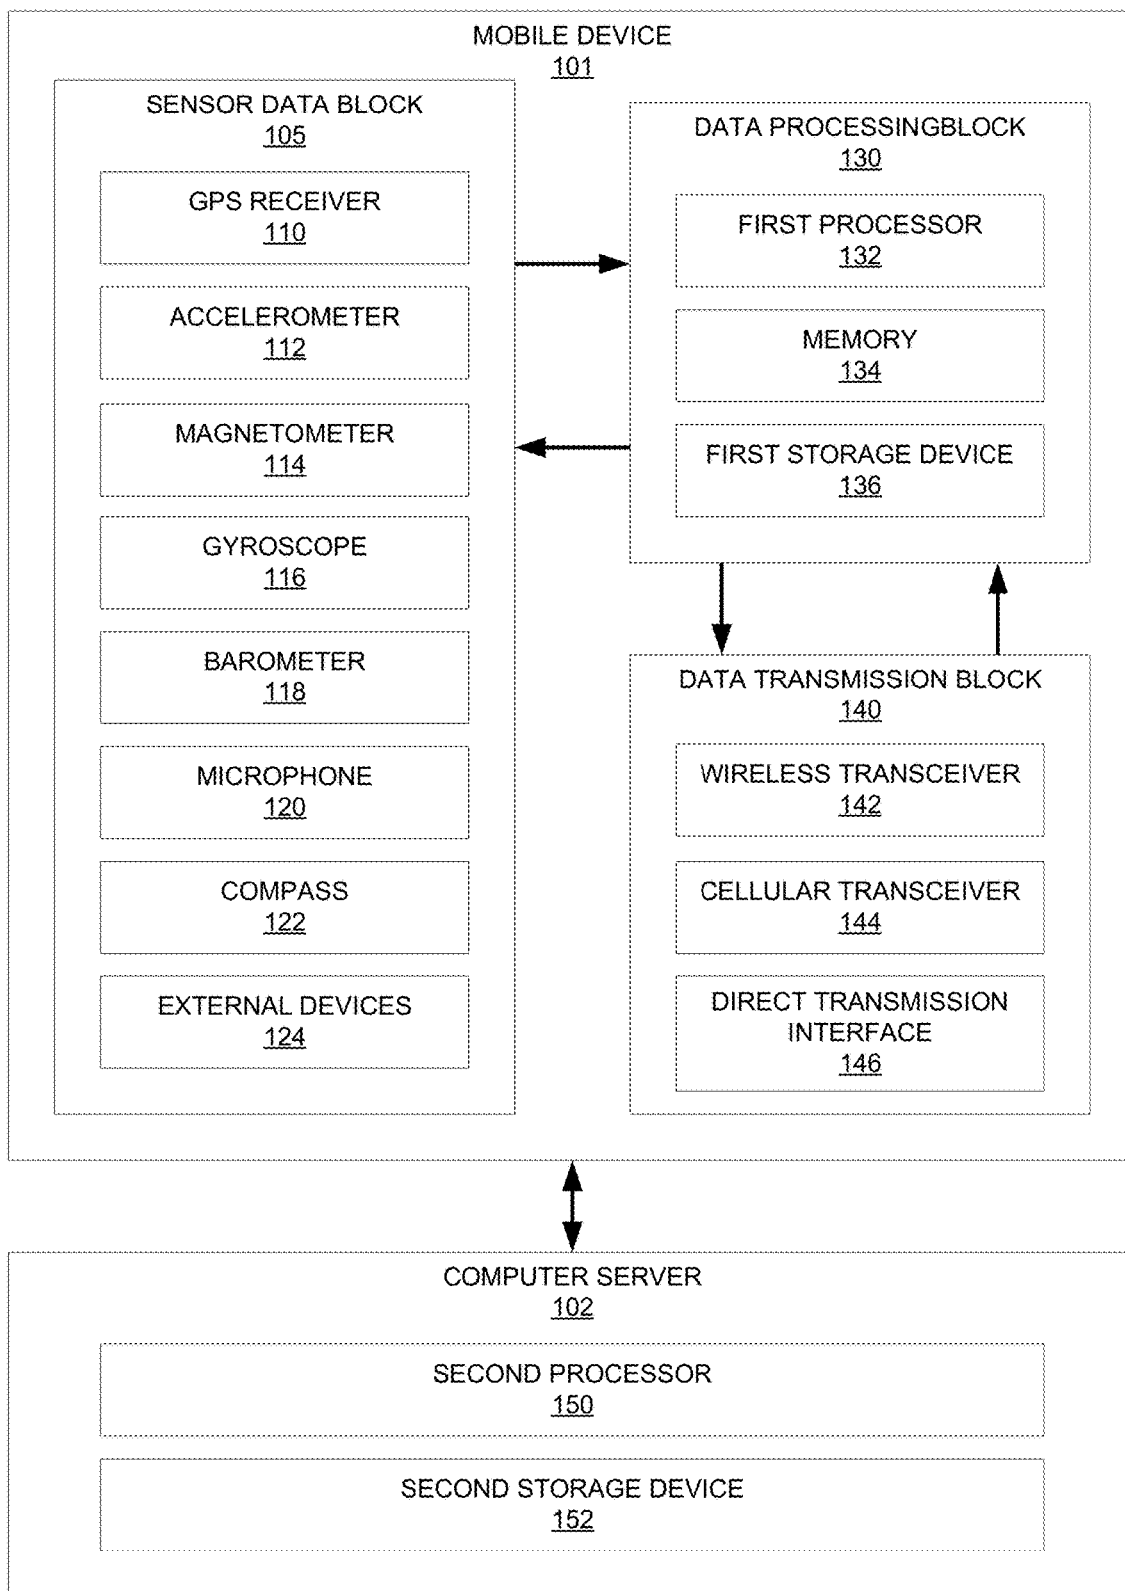 MOBILE DEVICE
101
SENSOR DATA BLOCK
105
GPS RECEIVER
110
ACCELEROMETER
112
MAGNETOMETER
114
GYROSCOPE
116
BAROMETER
118
MICROPHONE
120
COMPASS
122
EXTERNAL DEVICES
124
DATA PROCESSINGBLOCK
130
FIRST PROCESSOR
132
MEMORY
134
FIRST STORAGE DEVICE
136
DATA TRANSMISSION BLOCK
140
WIRELESS TRANSCEIVER
142
CELLULAR TRANSCEIVER
144
DIRECT TRANSMISSION
INTERFACE
146
COMPUTER SERVER
102
SECOND PROCESSOR
150
SECOND STORAGE DEVICE
152